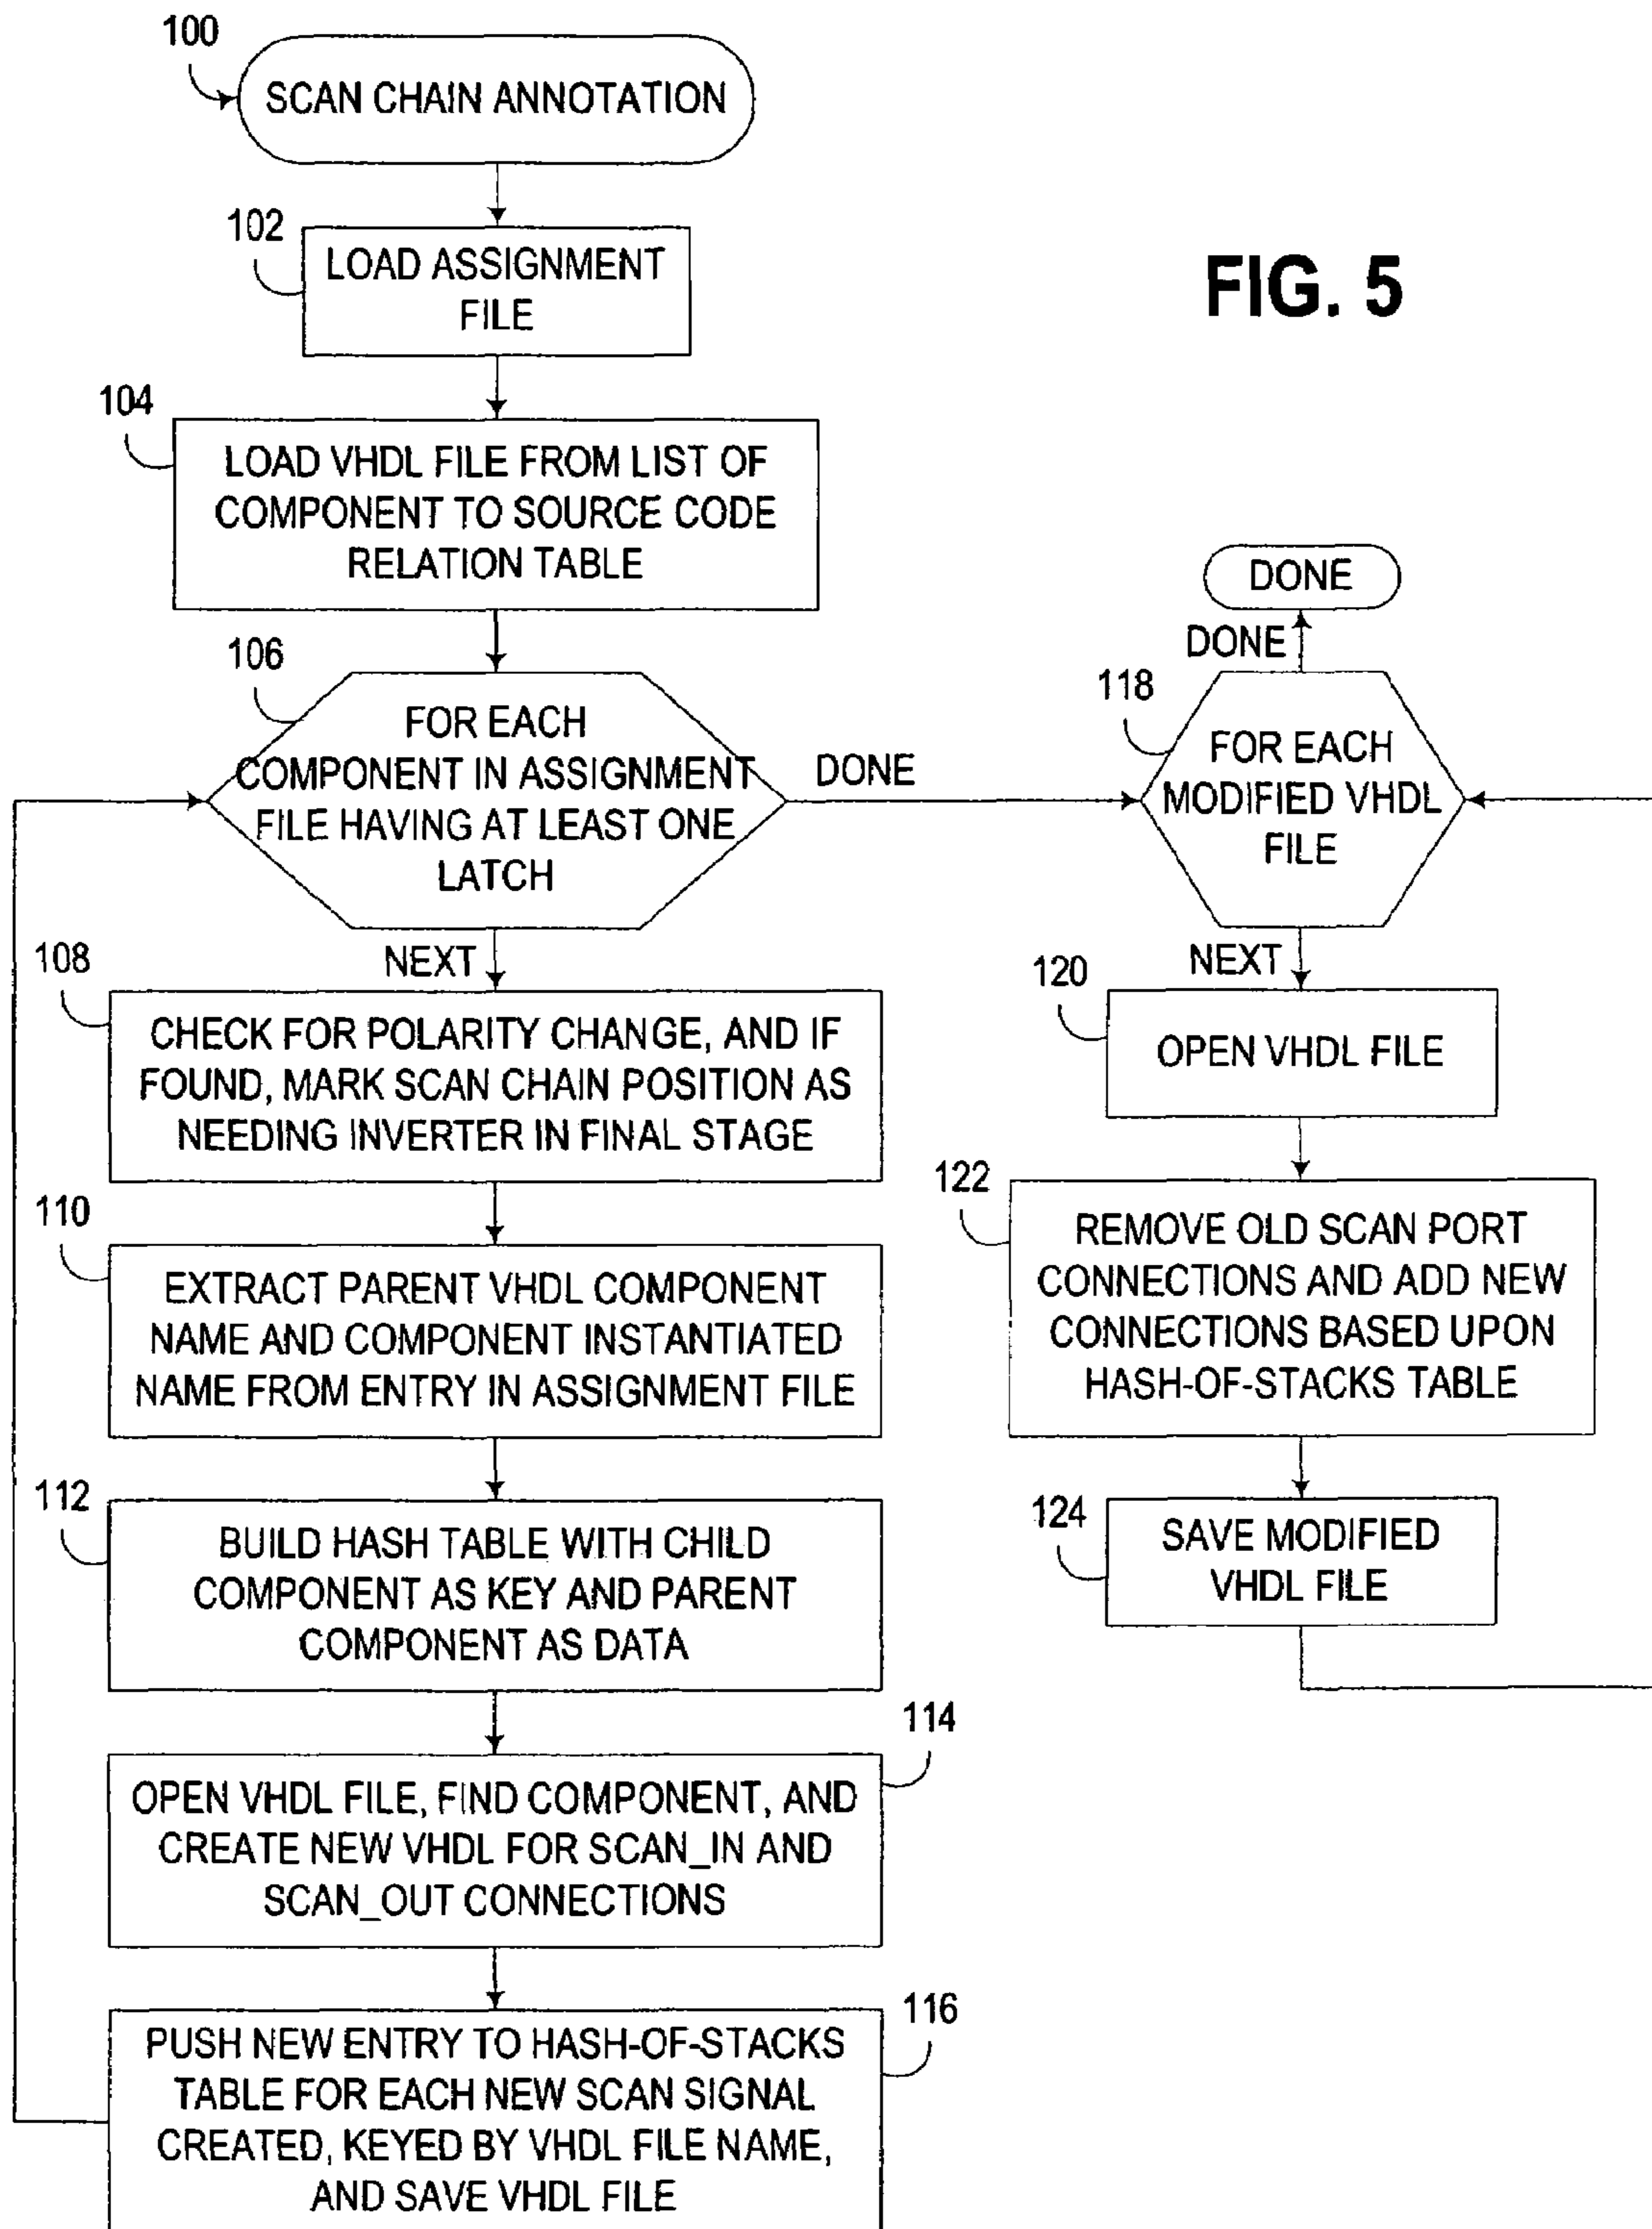 100
SCAN CHAIN ANNOTATION
102
LOAD ASSIGNMENT
FILE
FIG. 5
104
LOAD VHDL FILE FROM LIST OF
COMPONENT TO SOURCE CODE
RELATION TABLE
106
FOR EACH
COMPONENT IN ASSIGNMENT
FILE HAVING AT LEAST ONE
LATCH
DONE
NEXT
108
CHECK FOR POLARITY CHANGE, AND IF
FOUND, MARK SCAN CHAIN POSITION AS
NEEDING INVERTER IN FINAL STAGE
110
EXTRACT PARENT VHDL COMPONENT
NAME AND COMPONENT INSTANTIATED
NAME FROM ENTRY IN ASSIGNMENT FILE
112
BUILD HASH TABLE WITH CHILD
COMPONENT AS KEY AND PARENT
COMPONENT AS DATA
114
OPEN VHDL FILE, FIND COMPONENT, AND
CREATE NEW VHDL FOR SCAN_IN AND
SCAN_OUT CONNECTIONS
116
PUSH NEW ENTRY TO HASH-OF-STACKS
TABLE FOR EACH NEW SCAN SIGNAL
CREATED, KEYED BY VHDL FILE NAME,
AND SAVE VHDL FILE
DONE
DONE
118
FOR EACH
MODIFIED VHDL
FILE
NEXT
120
OPEN VHDL FILE
122
REMOVE OLD SCAN PORT
CONNECTIONS AND ADD NEW
CONNECTIONS BASED UPON
HASH-OF-STACKS TABLE
124
SAVE MODIFIED
VHDL FILE